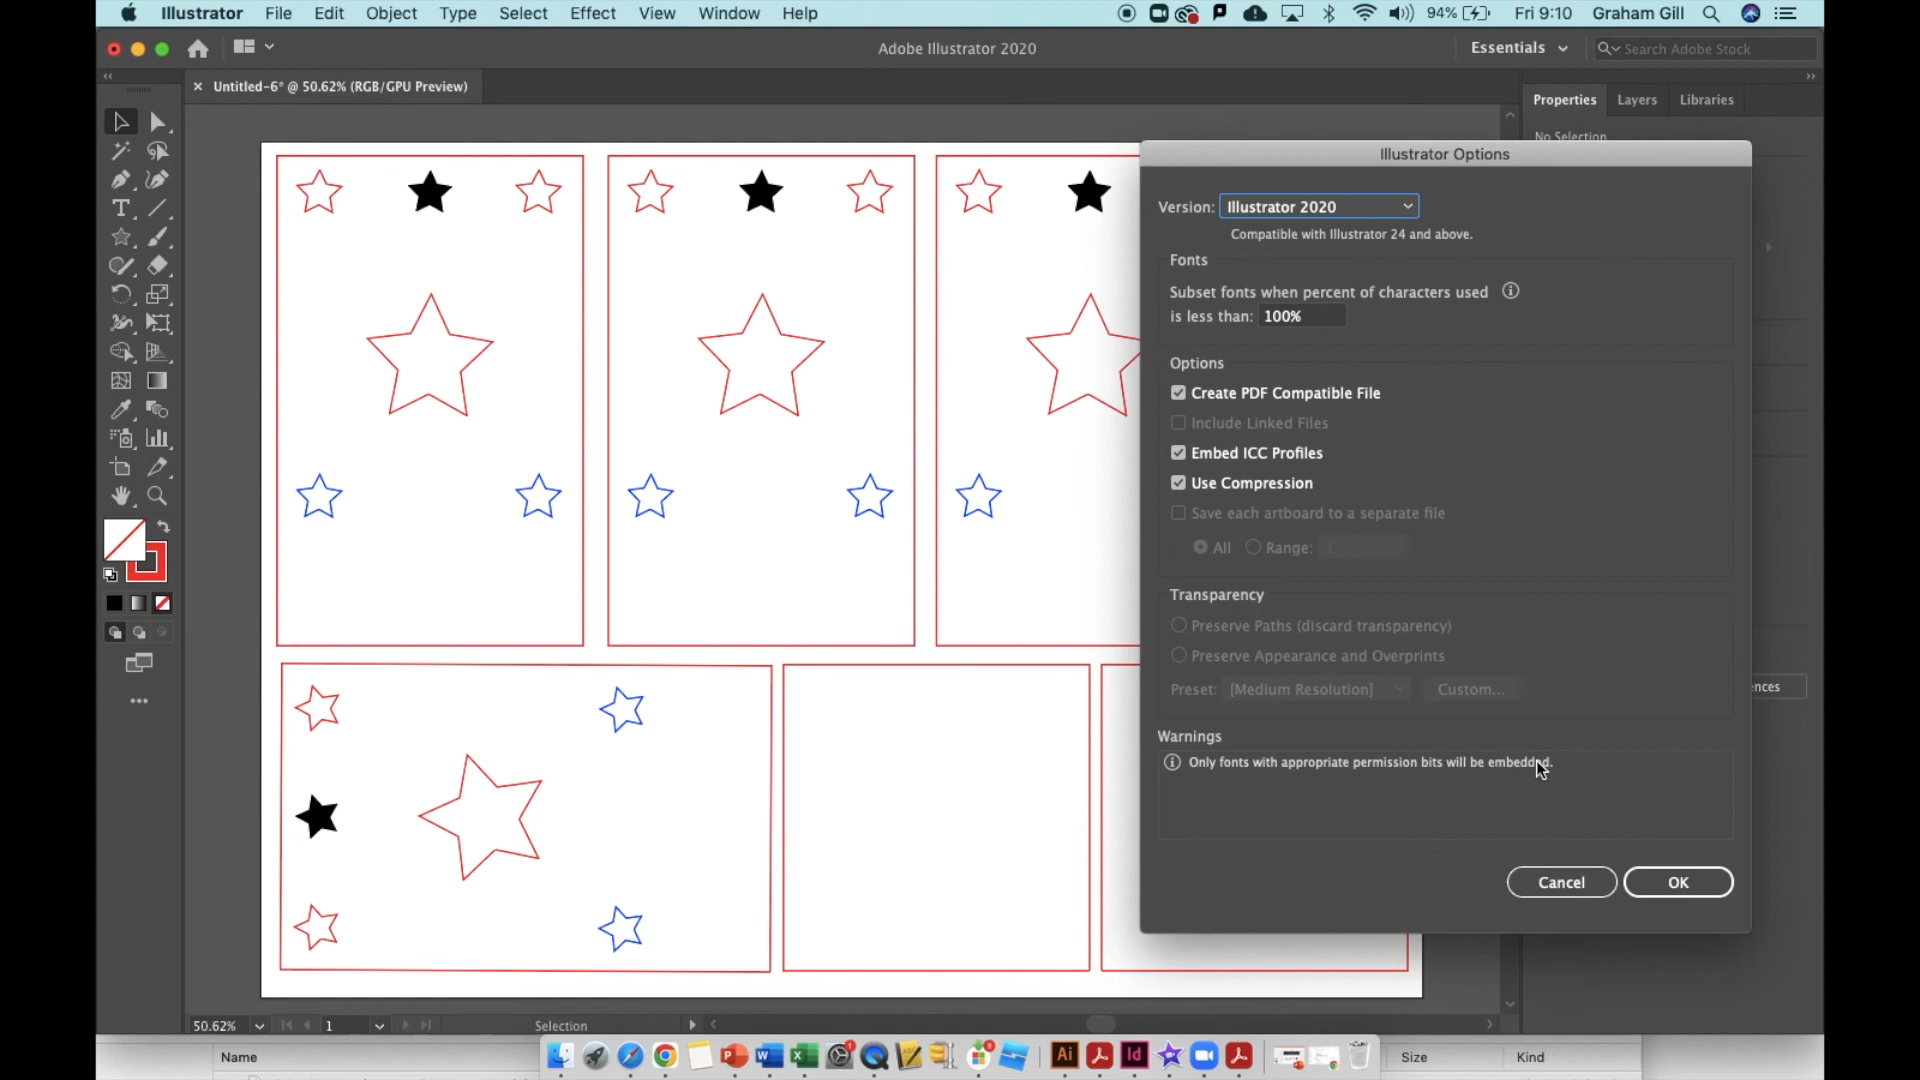 Illustrator File Edit Object Type Select Effect View Window Help 94% Fri 9:10 Graham Gill
Adobe Illustrator 2020 Essentials Search Adobe Stock
Untitled-6* @ 50.62% (RGB/GPU Preview)
Properties Layers Libraries
No Selection
Illustrator Options
Version: Illustrator 2020
Compatible with Illustrator 24 and above.
Fonts
Subset fonts when percent of characters used
is less than: 100%
Options
Create PDF Compatible File
Include Linked Files
Embed ICC Profiles
Use Compression
Save each artboard to a separate file
All Range: 1
Transparency
Preserve Paths (discard transparency)
Preserve Appearance and Overprints
Preset: [Medium Resolution] Custom...
ences
Warnings
Only fonts with appropriate permission bits will be embedded.
Cancel OK
50.62% 1 Selection
Name Size Kind